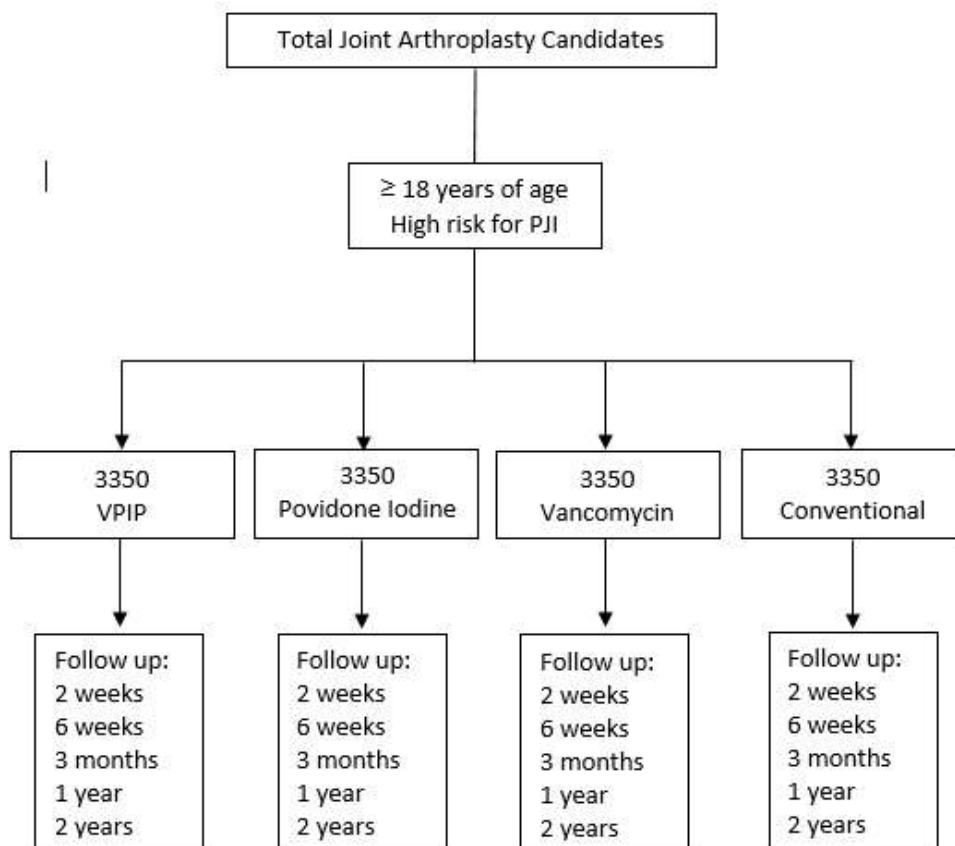 Total Joint Arthroplasty Candidates
≥ 18 years of age
High risk for PJI
3350
VPIP
3350
Povidone Iodine
3350
Vancomycin
3350
Conventional
Follow up:
2 weeks
6 weeks
3 months
1 year
2 years
Follow up:
2 weeks
6 weeks
3 months
1 year
2 years
Follow up:
2 weeks
6 weeks
3 months
1 year
2 years
Follow up:
2 weeks
6 weeks
3 months
1 year
2 years